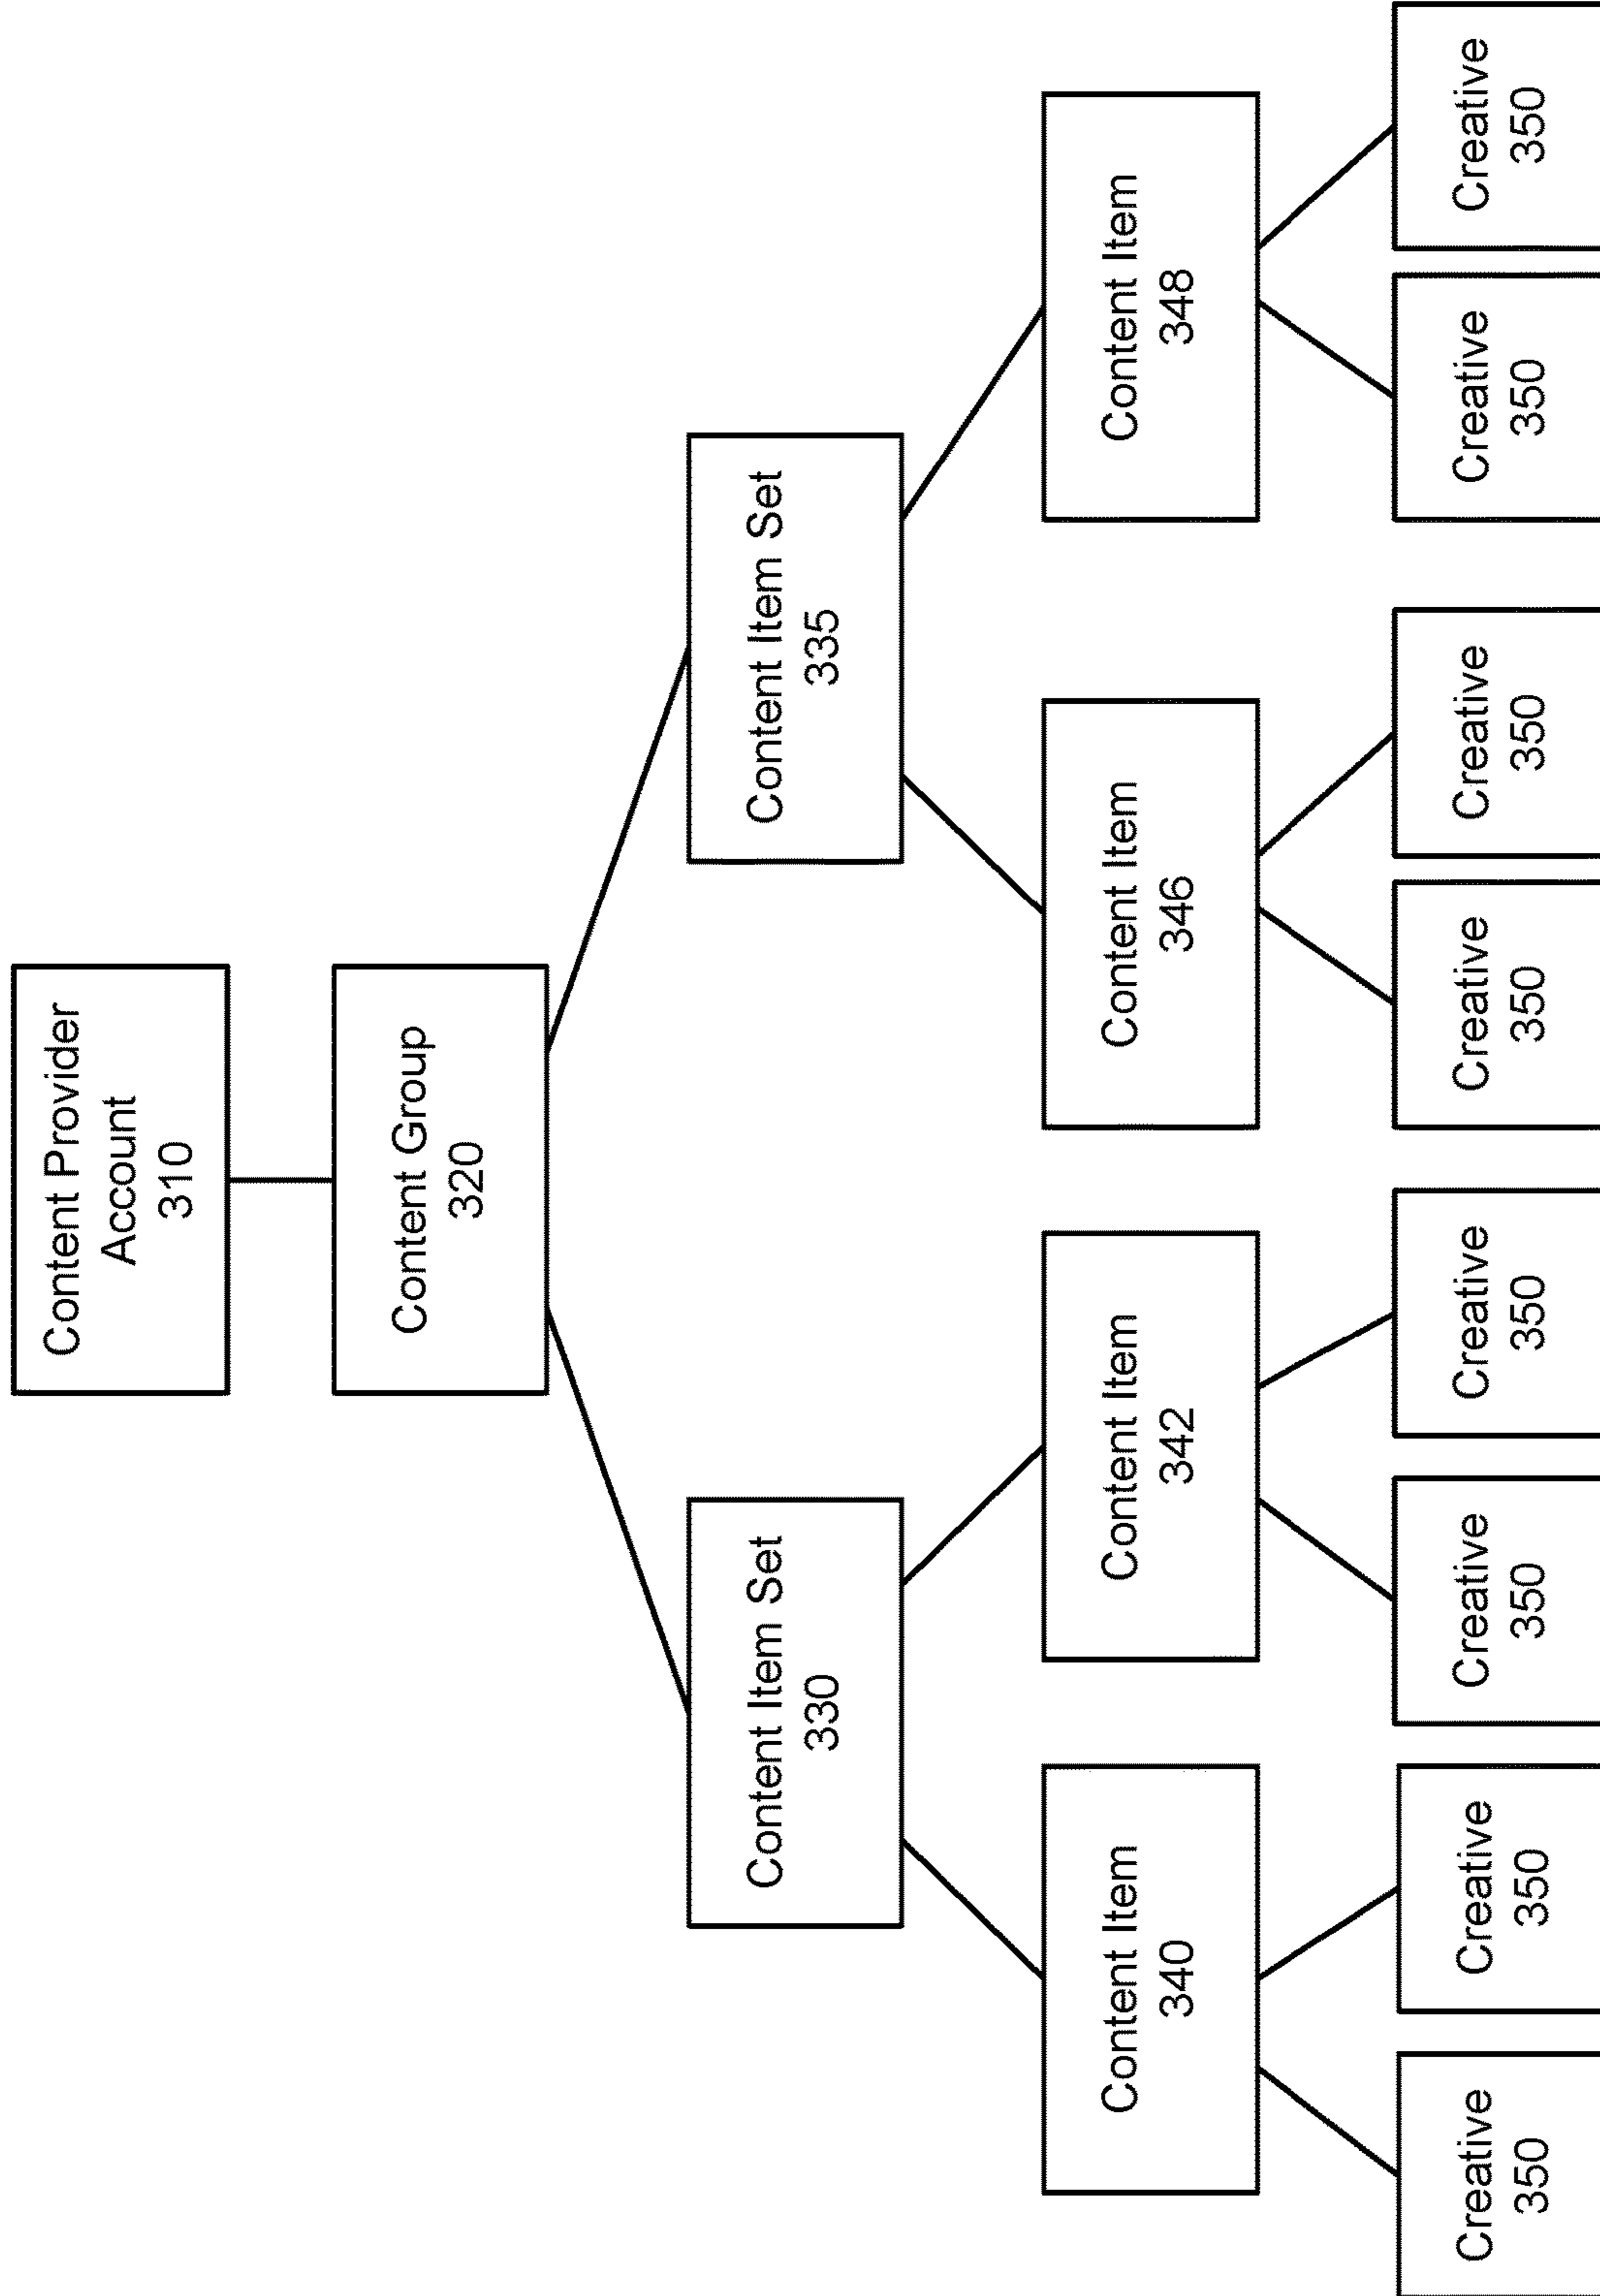 Content Provider
Account
310
Content Group
320
Content Item Set
330
Content Item Set
335
Content Item
340
Content Item
342
Content Item
346
Content Item
348
Creative
350
Creative
350
Creative
350
Creative
350
Creative
350
Creative
350
Creative
350
Creative
350